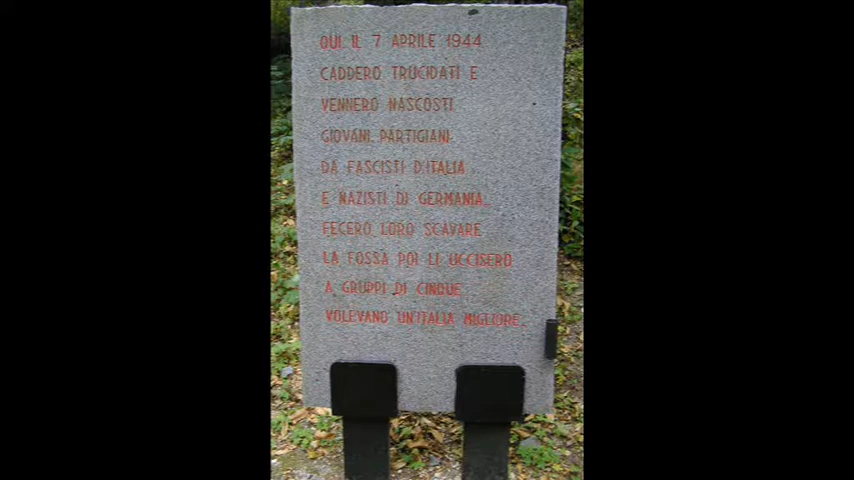 QUI IL 7 APRILE 1944
CADDERO TRUCIDATI E
VENNERO NASCOSTI
GIOVANI PARTIGIANI
DA FASCISTI D'ITALIA
E NAZISTI DI GERMANIA.
FECERO LORO SCAVARE
LA FOSSA POI LI UCCISERO
A GRUPPI DI CINQUE
VOLEVANO UN'ITALIA MIGLIORE.